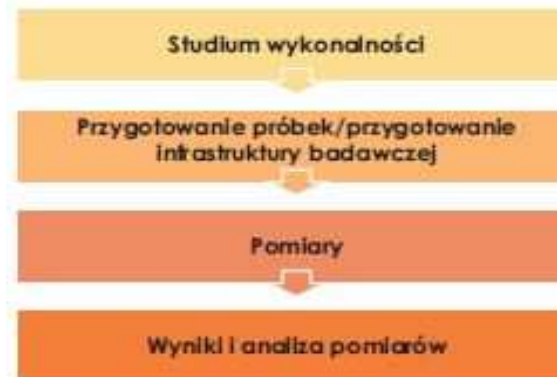 Studium wykonalności
Przygotowanie próbek/przygotowanie
infrastruktury badawczej
Pomiary
Wyniki i analiza pomiarów